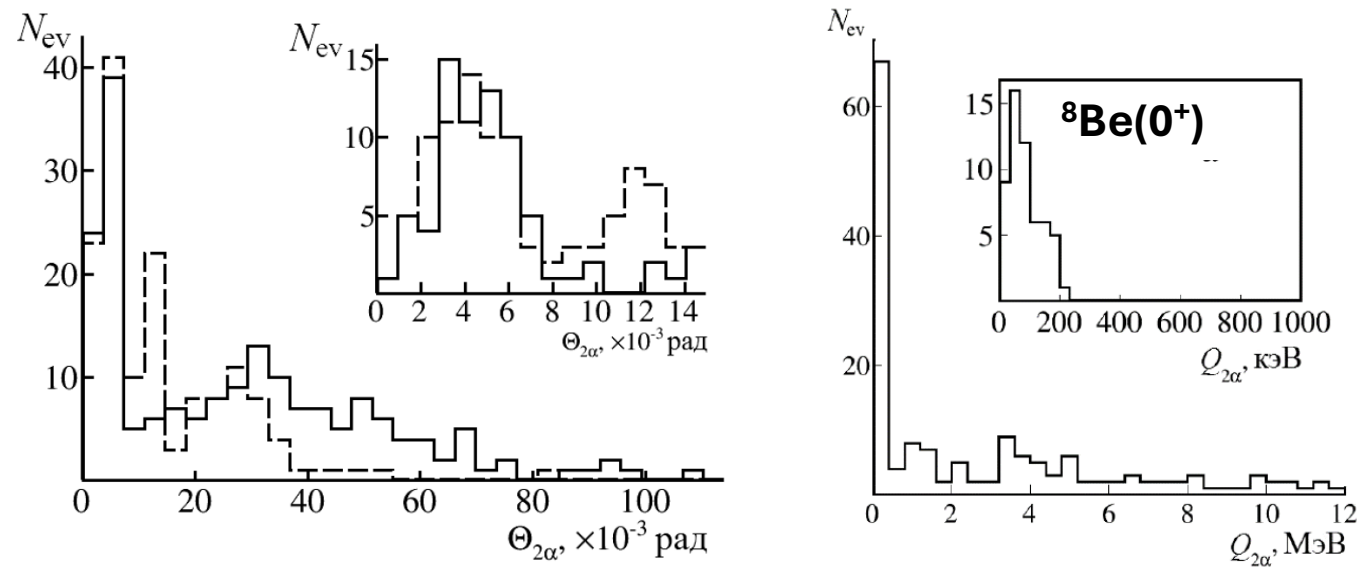 N_ev
40
30
20
10
0 20 40 60 80 100
Θ_2α, ×10^-3 рад
N_ev
15
10
5
0 2 4 6 8 10 12 14
Θ_2α, ×10^-3 рад
N_ev
60
40
20
0 2 4 6 8 10 12
Q_2α, МэВ
^8Be(0^+)
15
10
5
0 200 400 600 800 1000
Q_2α, кэВ